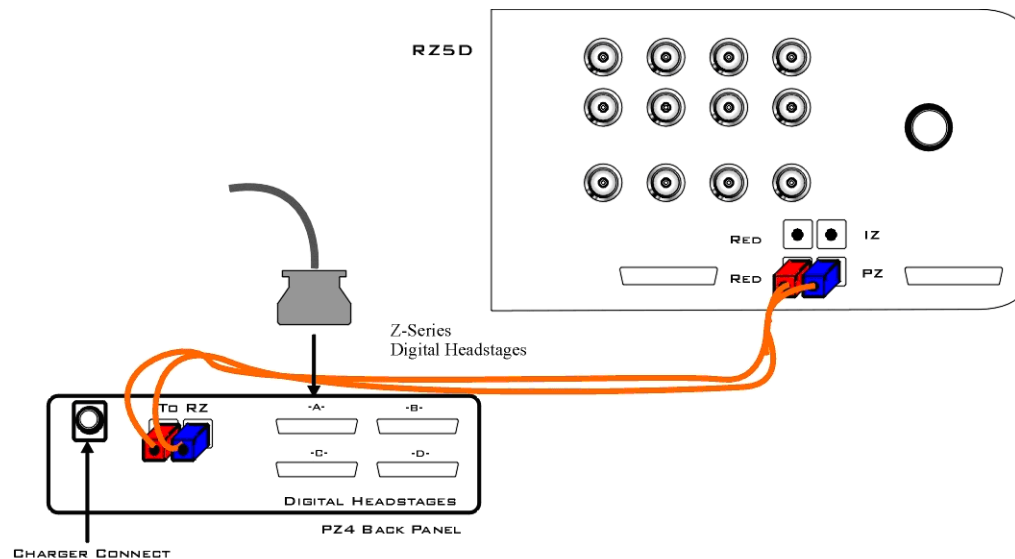 RZ5D
RED IZ
RED PZ
Z-Series
Digital Headstages
TO RZ
-A- -B-
-C- -D-
DIGITAL HEADSTAGES
PZ4 BACK PANEL
CHARGER CONNECT